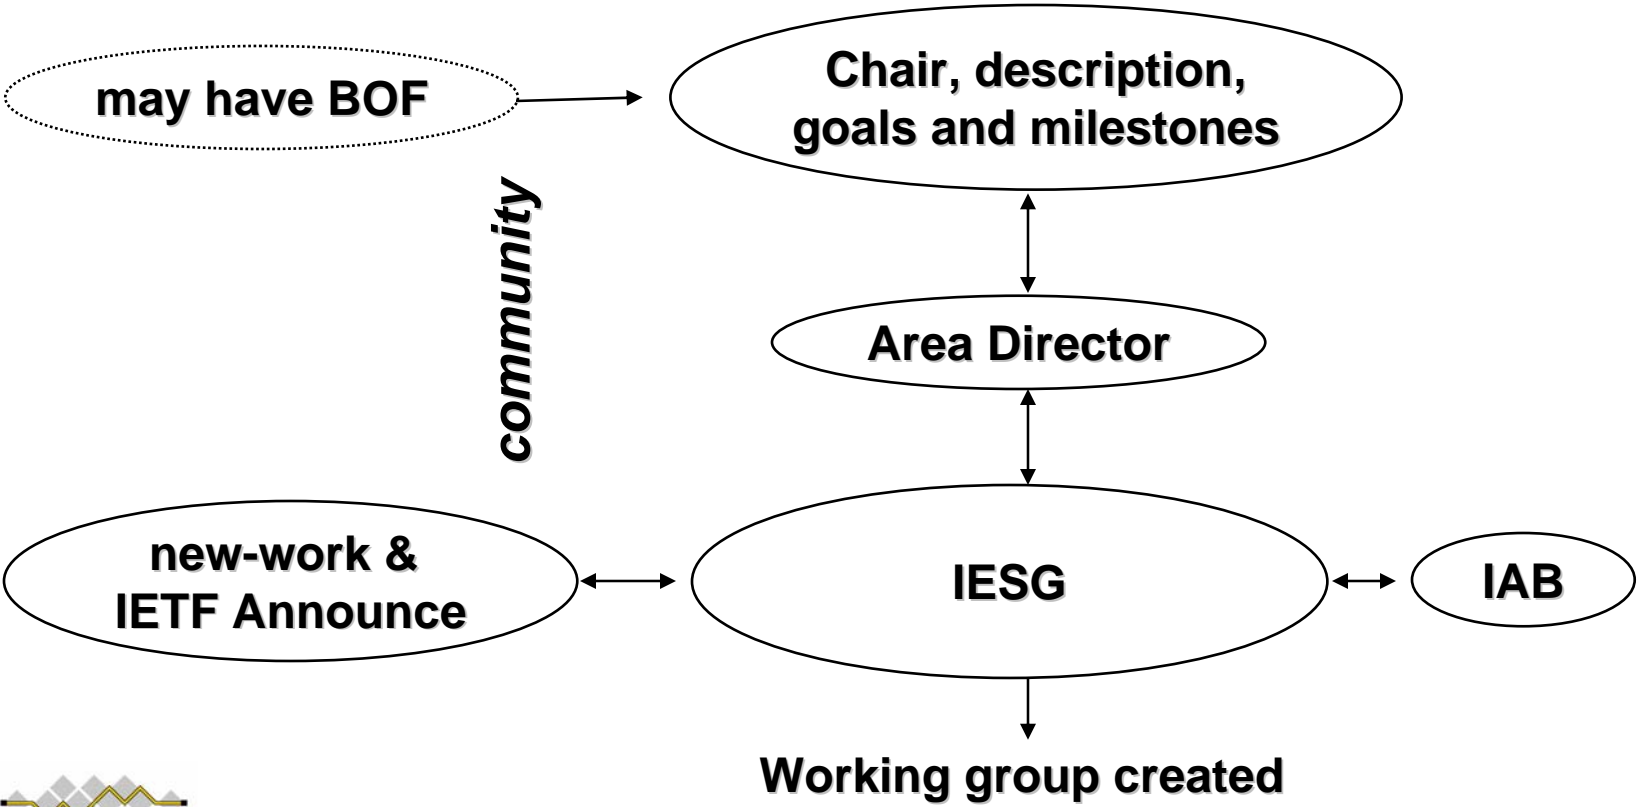 may have BOF
Chair, description,
goals and milestones
community
Area Director
new-work &
IETF Announce
IESG
IAB
Working group created